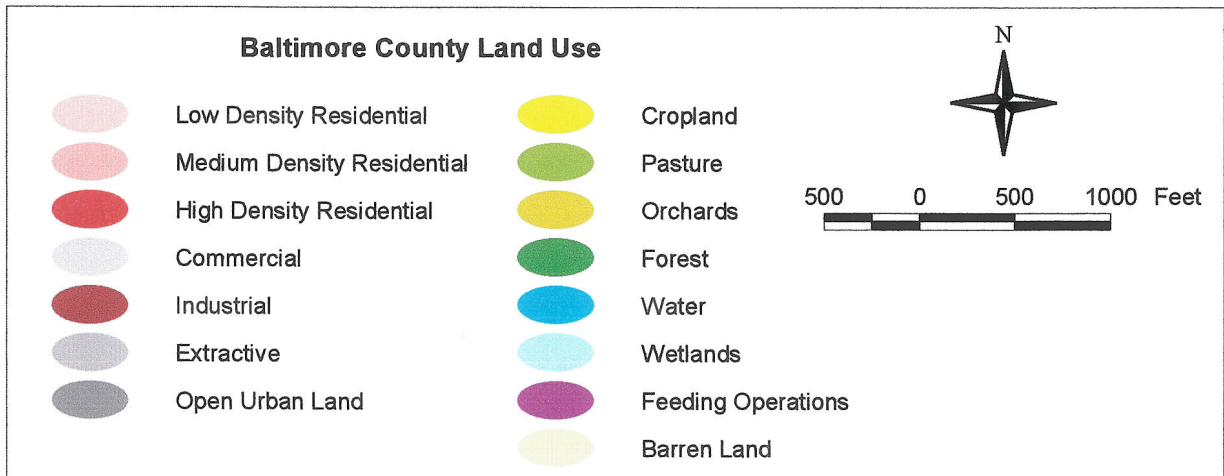 Baltimore County Land Use
Low Density Residential
Medium Density Residential
High Density Residential
Commercial
Industrial
Extractive
Open Urban Land
Cropland
Pasture
Orchards
Forest
Water
Wetlands
Feeding Operations
Barren Land
N
500 0 500 1000 Feet